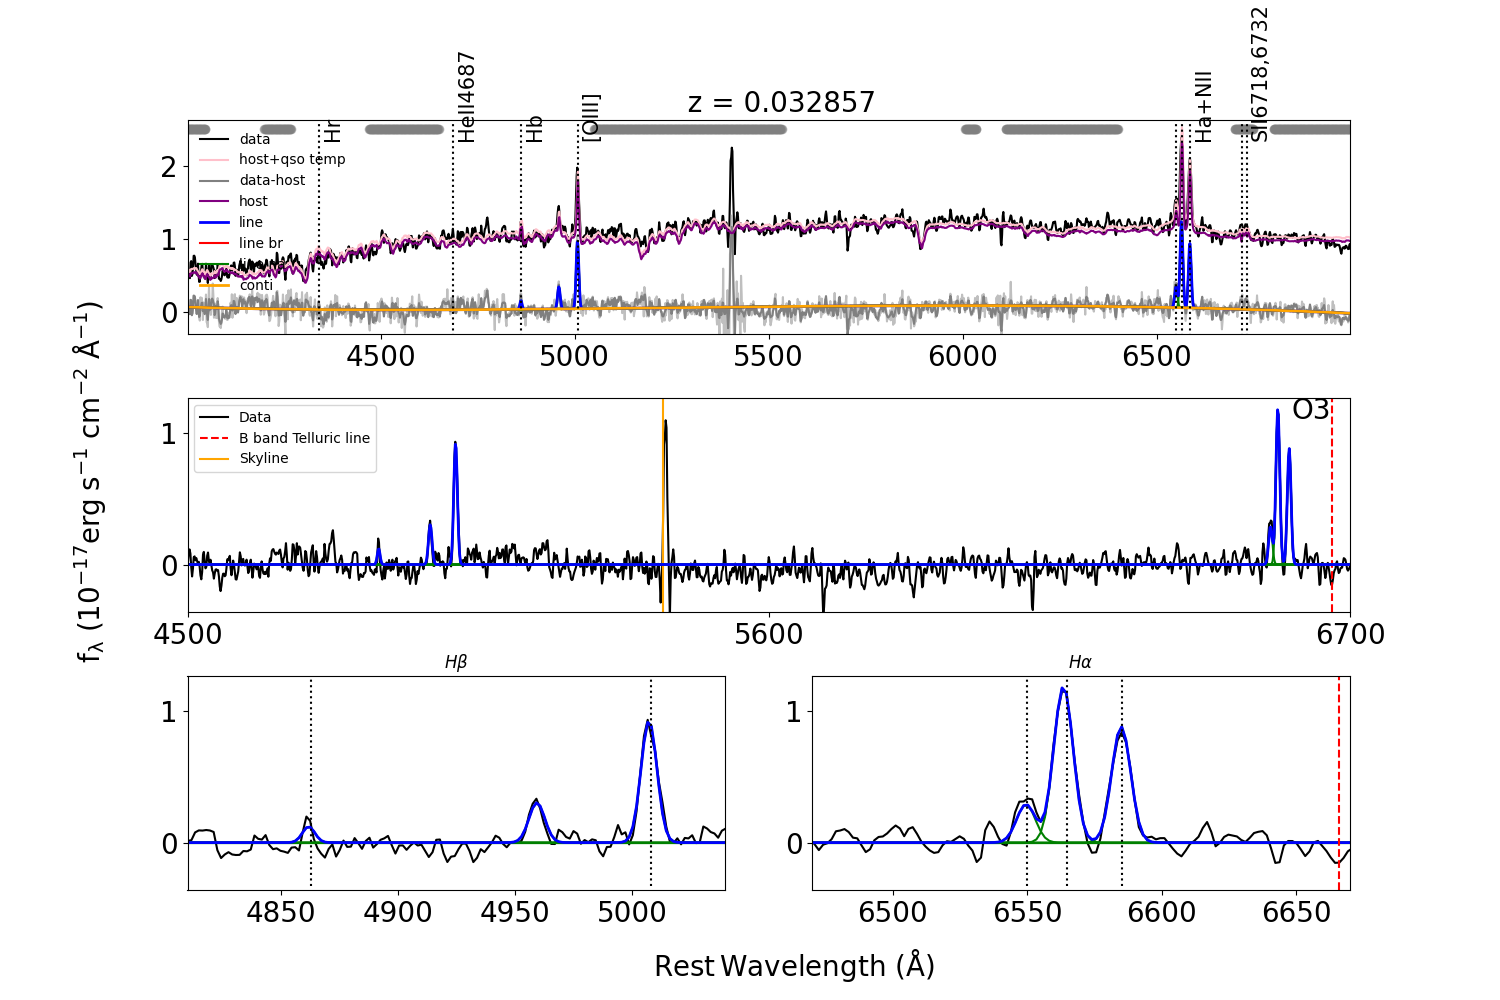 z = 0.032857
Hr
HeII4687
Hb
[OIII]
Ha+NII
SII6718,6732
data
host+qso temp
data-host
host
line
line br
conti
2
1
0
4500
5000
5500
6000
6500
f_λ (10⁻¹⁷erg s⁻¹ cm⁻² Å⁻¹)
Data
B band Telluric line
Skyline
O3
1
0
4500
5600
6700
Hβ
1
0
4850
4900
4950
5000
Hα
1
0
6500
6550
6600
6650
Rest Wavelength (Å)